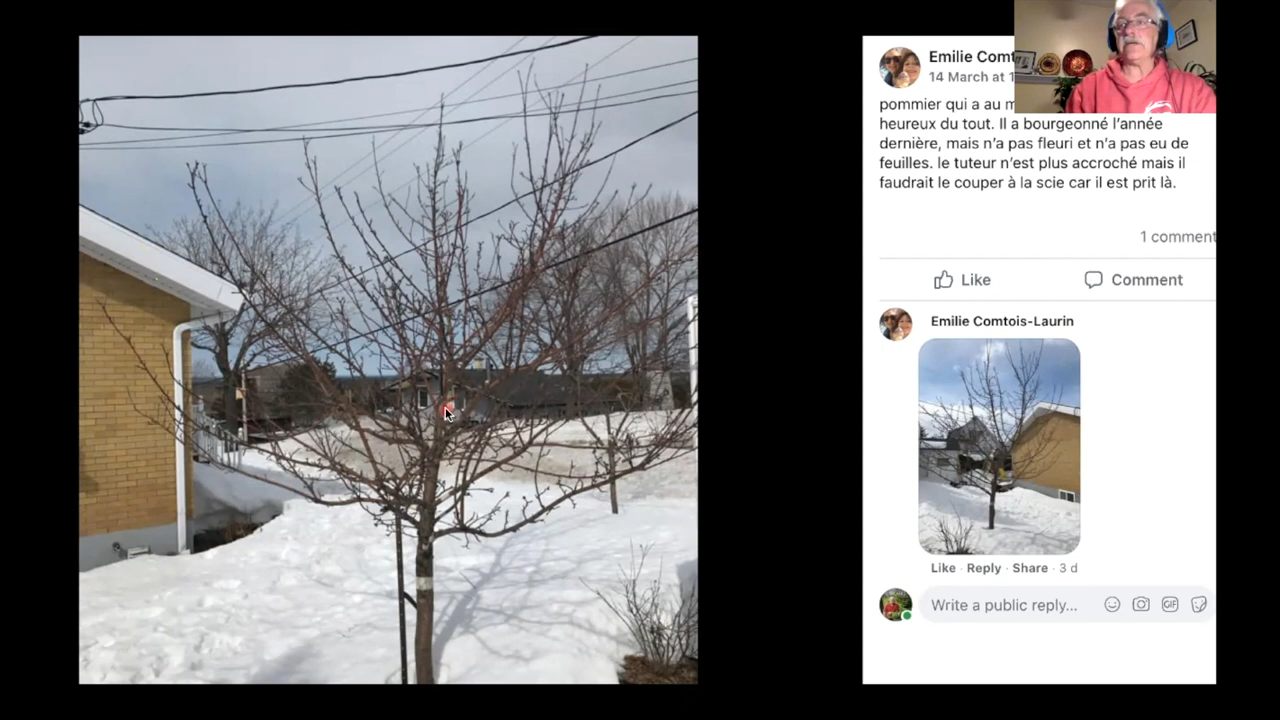 Emilie Comt
14 March at 1
pommier qui a au m
heureux du tout. Il a bourgeonné l'année
dernière, mais n'a pas fleuri et n'a pas eu de
feuilles. le tuteur n'est plus accroché mais il
faudrait le couper à la scie car il est prit là.
1 comment
Like Comment
Emilie Comtois-Laurin
Like · Reply · Share · 3 d
Write a public reply... GIF